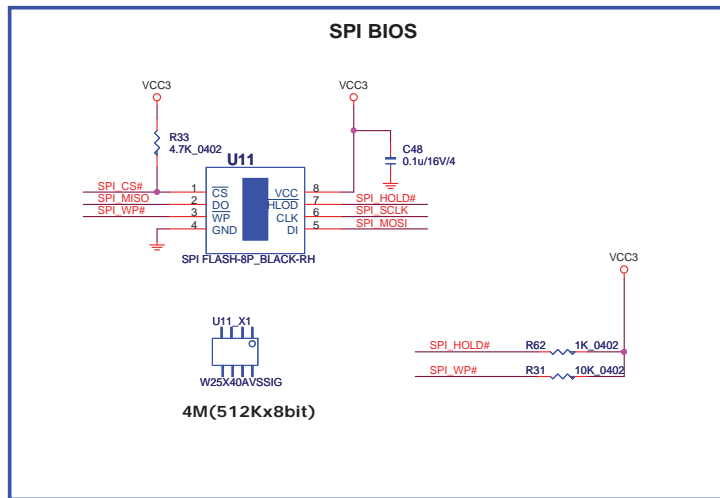 SPI BIOS
VCC3
VCC3
R33
4.7K_0402
C48
0.1u/16V/4
U11
SPI_CS#
SPI_MISO
SPI_WP#
1
2
3
4
CS
DO
WP
GND
VCC
HLOD
CLK
DI
8
7
6
5
SPI_HOLD#
SPI_SCLK
SPI_MOSI
SPI FLASH-8P_BLACK-RH
VCC3
U11_X1
W25X40AVSSIG
4M(512Kx8bit)
SPI_HOLD# R62 1K_0402
SPI_WP# R31 10K_0402